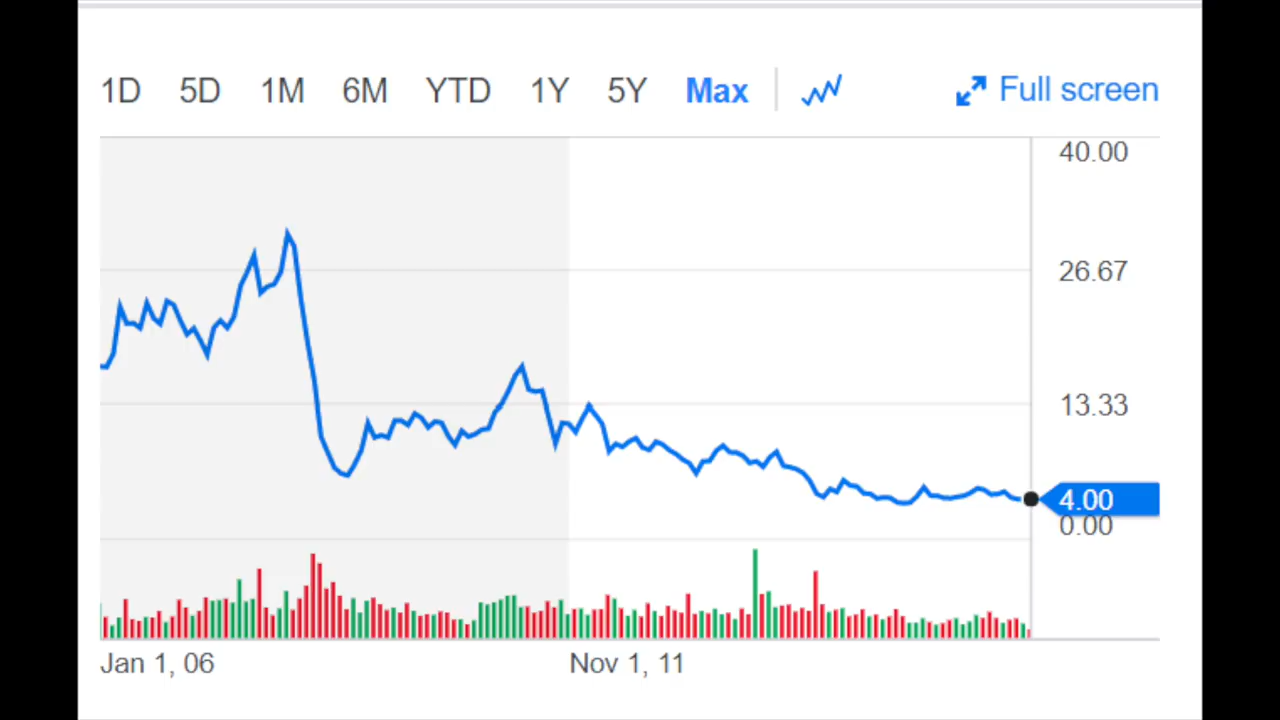 1D 5D 1M 6M YTD 1Y 5Y Max Full screen
40.00
26.67
13.33
4.00
0.00
Jan 1, 06 Nov 1, 11